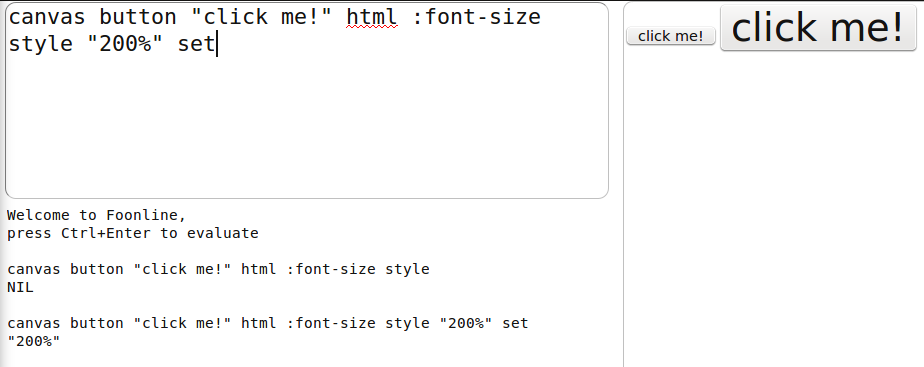 canvas button "click me!" html :font-size
style "200%" set
Welcome to Foonline,
press Ctrl+Enter to evaluate
canvas button "click me!" html :font-size style
NIL
canvas button "click me!" html :font-size style "200%" set
"200%"
click me!
click me!